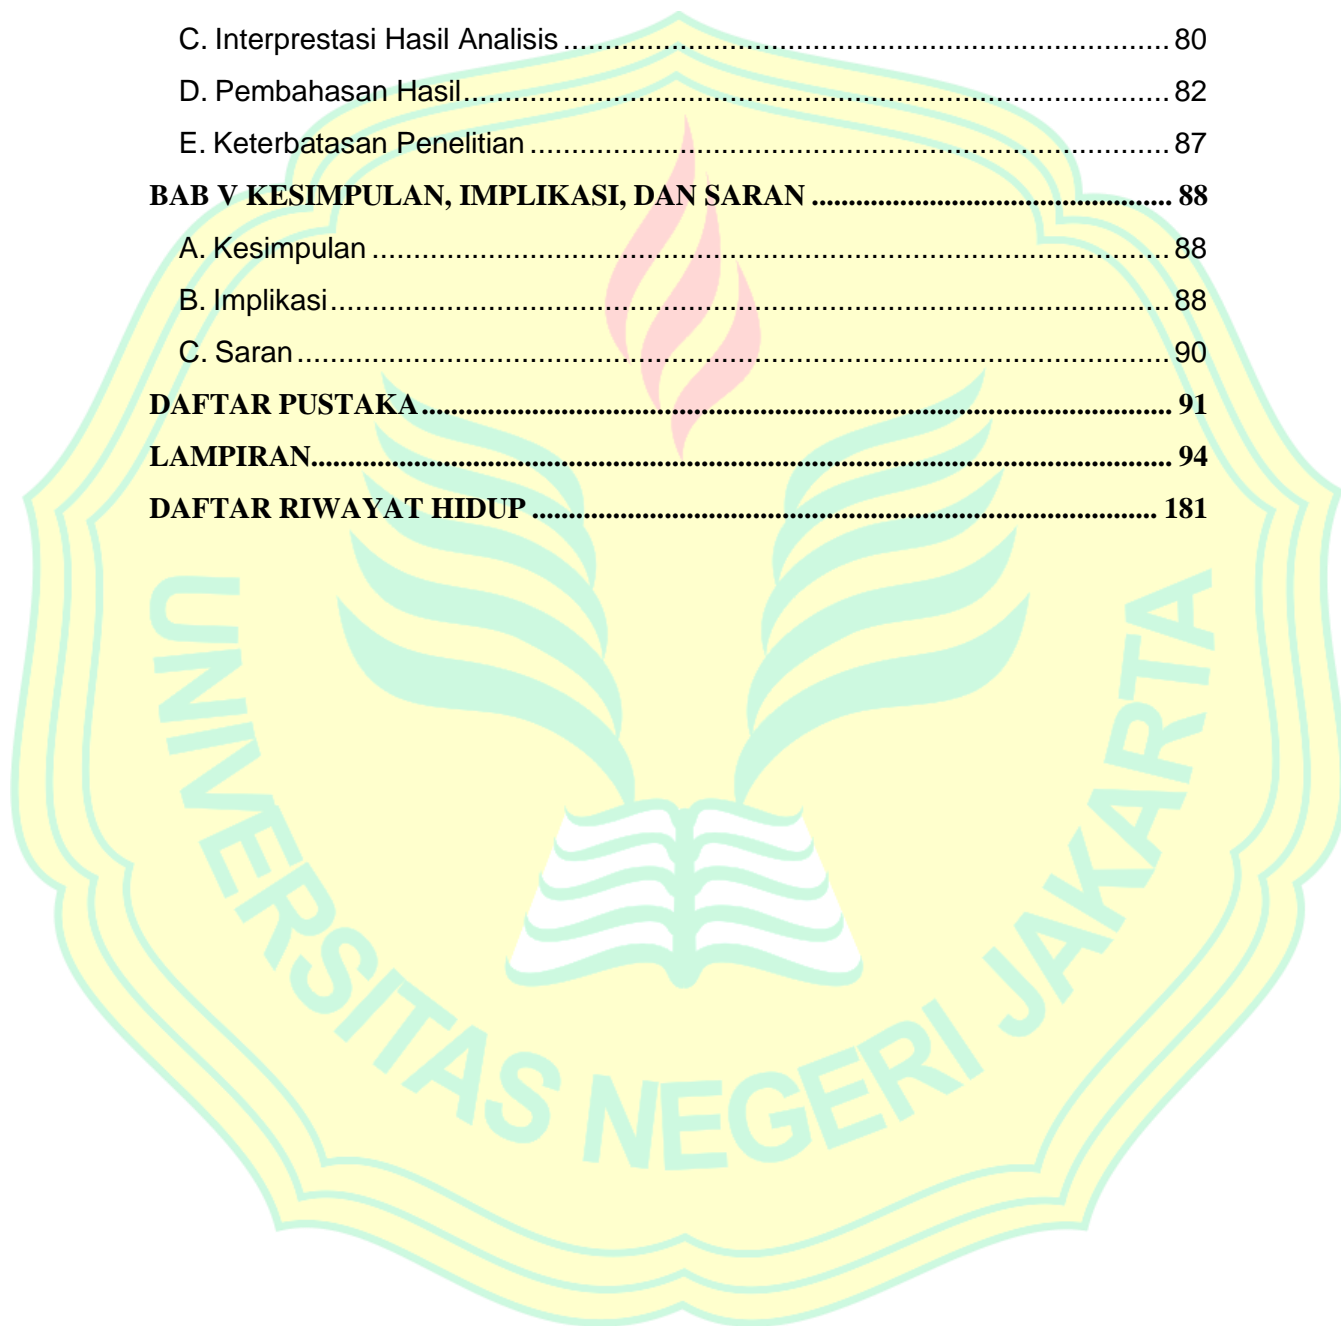 C. Interprestasi Hasil Analisis ........................................................................ 80
D. Pembahasan Hasil ........................................................................ 82
E. Keterbatasan Penelitian ........................................................................ 87
BAB V KESIMPULAN, IMPLIKASI, DAN SARAN ................................................ 88
A. Kesimpulan ........................................................................ 88
B. Implikasi ........................................................................ 88
C. Saran ........................................................................ 90
DAFTAR PUSTAKA ........................................................................ 91
LAMPIRAN ........................................................................ 94
DAFTAR RIWAYAT HIDUP ........................................................................ 181
UNIVERSITAS NEGERI JAKARTA